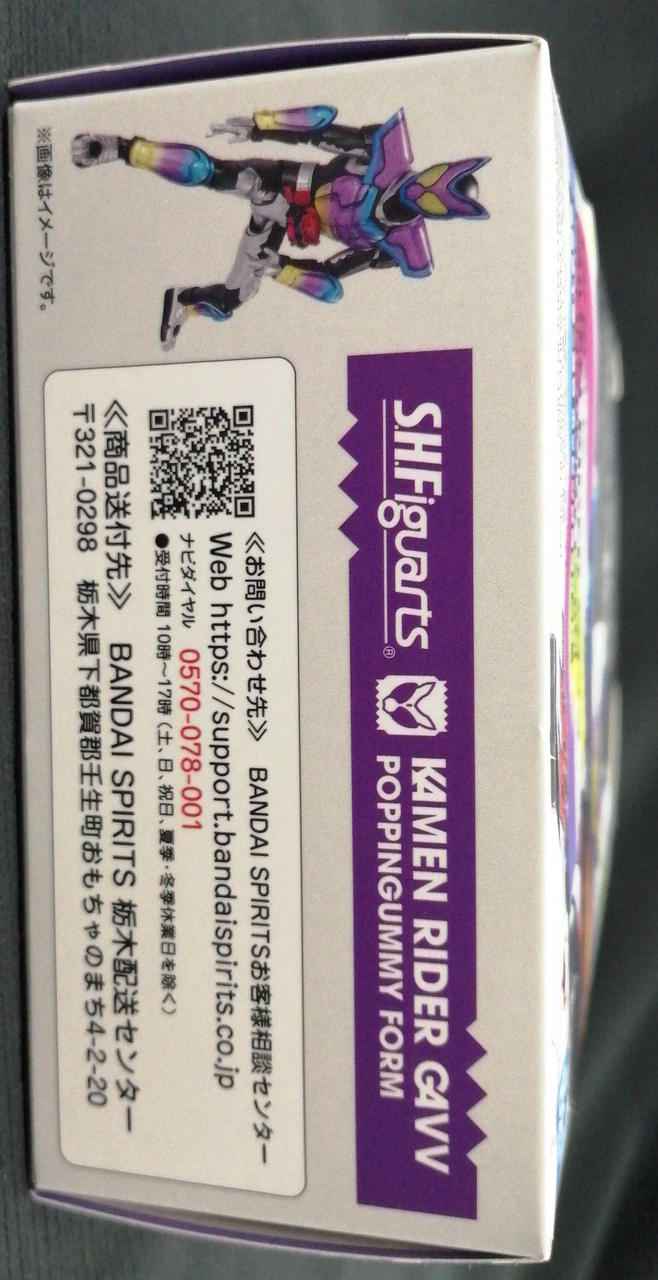 S.H.Figuarts®
KAMEN RIDER GAVV
POPPINGUMMY FORM
≪お問い合わせ先≫ BANDAI SPIRITSお客様相談センター
Web https://support.bandaispirits.co.jp
ナビダイヤル 0570-078-001
●受付時間 10時〜17時(土、日、祝日、夏季・冬季休業日を除く)
≪商品送付先≫ BANDAI SPIRITS 栃木配送センター
〒321-0298 栃木県下都賀郡壬生町おもちゃのまち4-2-20
※画像はイメージです。